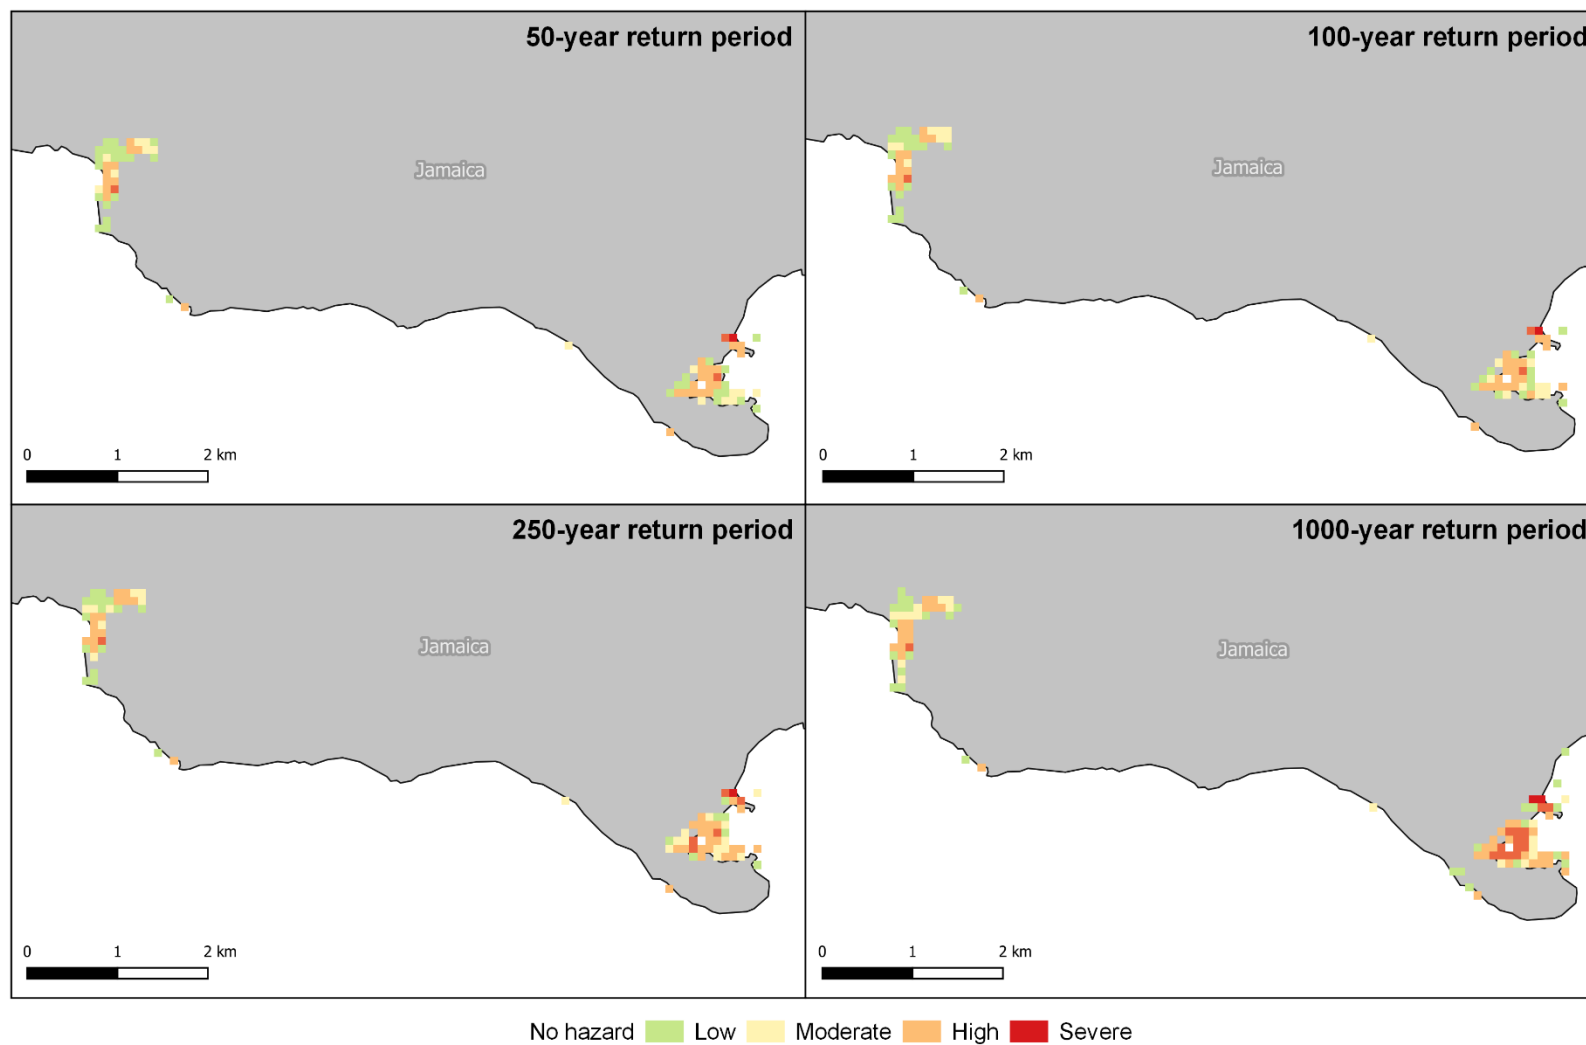 50-year return period
Jamaica
0 1 2 km
100-year return period
Jamaica
0 1 2 km
250-year return period
Jamaica
0 1 2 km
1000-year return period
Jamaica
0 1 2 km
No hazard Low Moderate High Severe